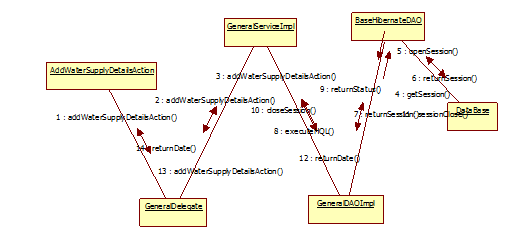 BaseHibernateDAO
GeneralServiceImpl
5 : openSession()
AddWaterSupplyDetailsAction
3 : addWaterSupplyDetailsAction()
6 : returnSession()
9 : returnStatus()
4 : getSession()
2 : addWaterSupplyDetailsAction()
10 : closeSession()
DataBase
1 : addWaterSupplyDetailsAction()
7 : returnSession()
sessionClose()
8 : executeHQL()
14 : returnDate()
12 : returnDate()
13 : addWaterSupplyDetailsAction()
GeneralDelegate
GeneralDAOImpl